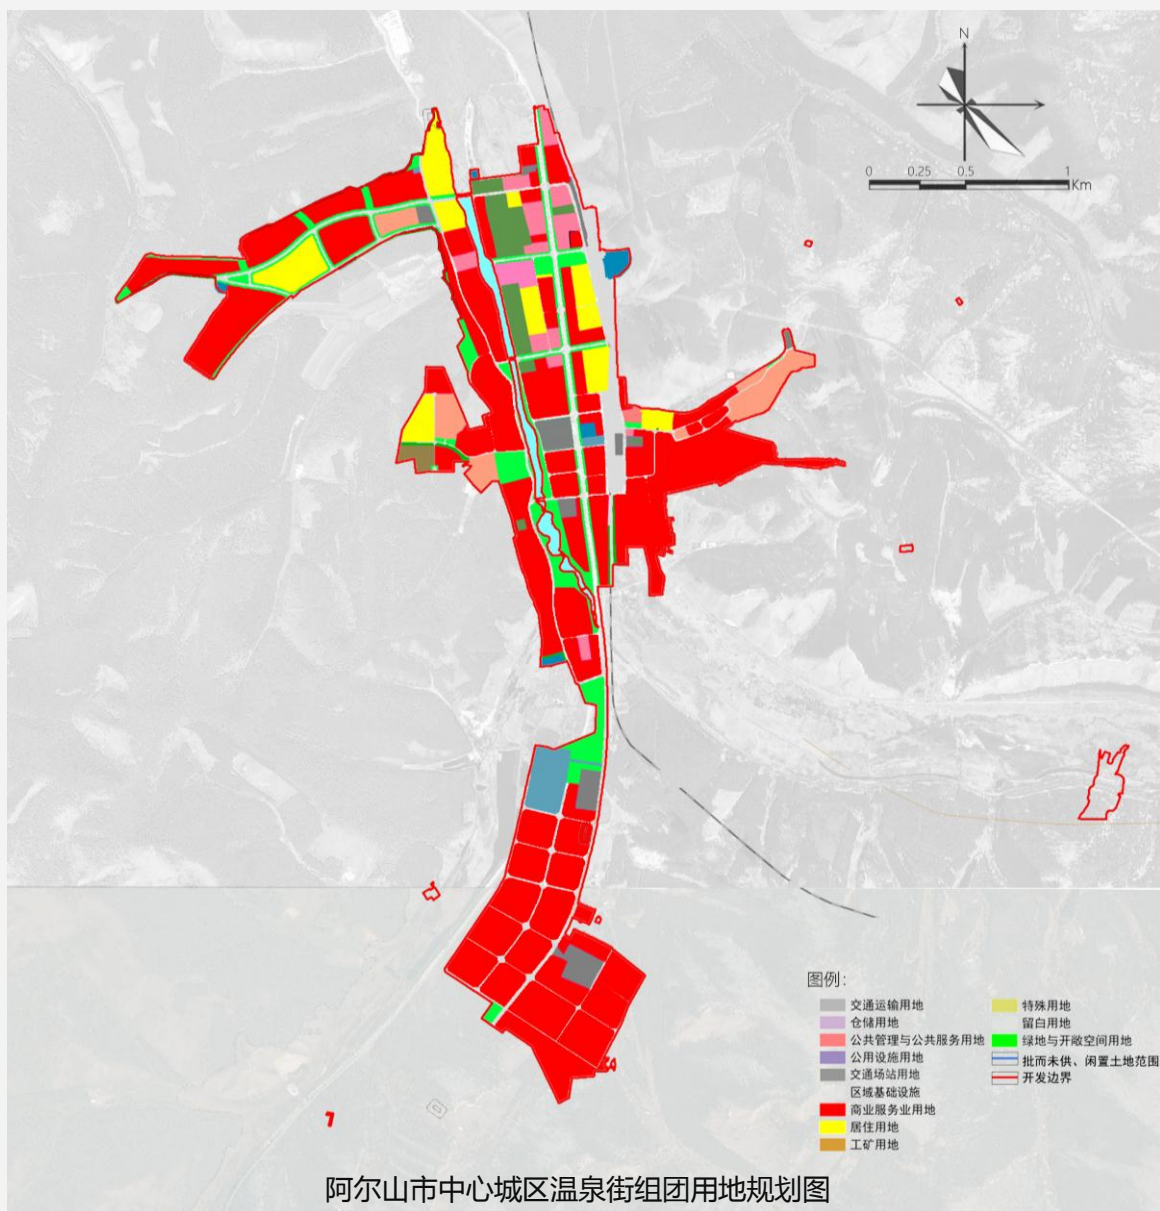 N
0 0.25 0.5 1
Km
图例：
交通运输用地
仓储用地
公共管理与公共服务用地
公用设施用地
交通场站用地
区域基础设施
商业服务业用地
居住用地
工矿用地
特殊用地
留白用地
绿地与开敞空间用地
批而未供、闲置土地范围
开发边界
阿尔山市中心城区温泉街组团用地规划图